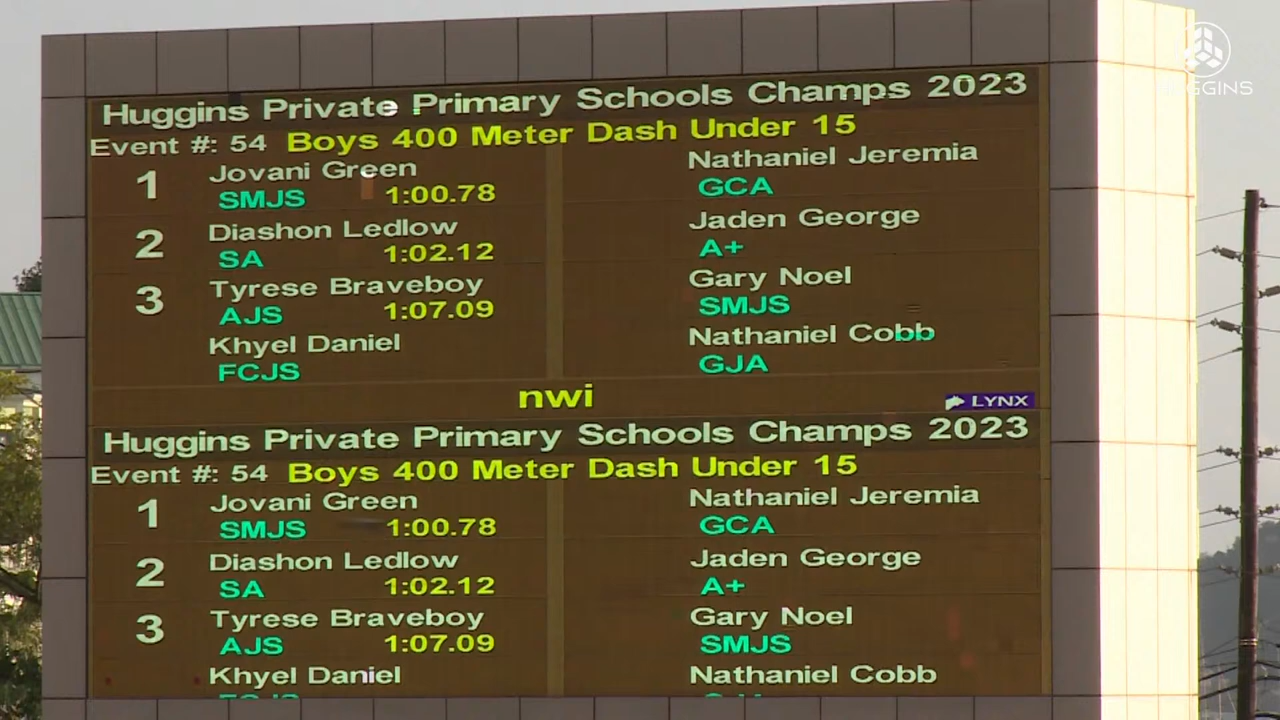 HUGGINS
Huggins Private Primary Schools Champs 2023
Event #: 54 Boys 400 Meter Dash Under 15
1 Jovani Green
SMJS 1:00.78
2 Diashon Ledlow
SA 1:02.12
3 Tyrese Braveboy
AJS 1:07.09
Khyel Daniel
FCJS
Nathaniel Jeremia
GCA
Jaden George
A+
Gary Noel
SMJS
Nathaniel Cobb
GJA
nwi
LYNX
Huggins Private Primary Schools Champs 2023
Event #: 54 Boys 400 Meter Dash Under 15
1 Jovani Green
SMJS 1:00.78
2 Diashon Ledlow
SA 1:02.12
3 Tyrese Braveboy
AJS 1:07.09
Khyel Daniel
Nathaniel Jeremia
GCA
Jaden George
A+
Gary Noel
SMJS
Nathaniel Cobb